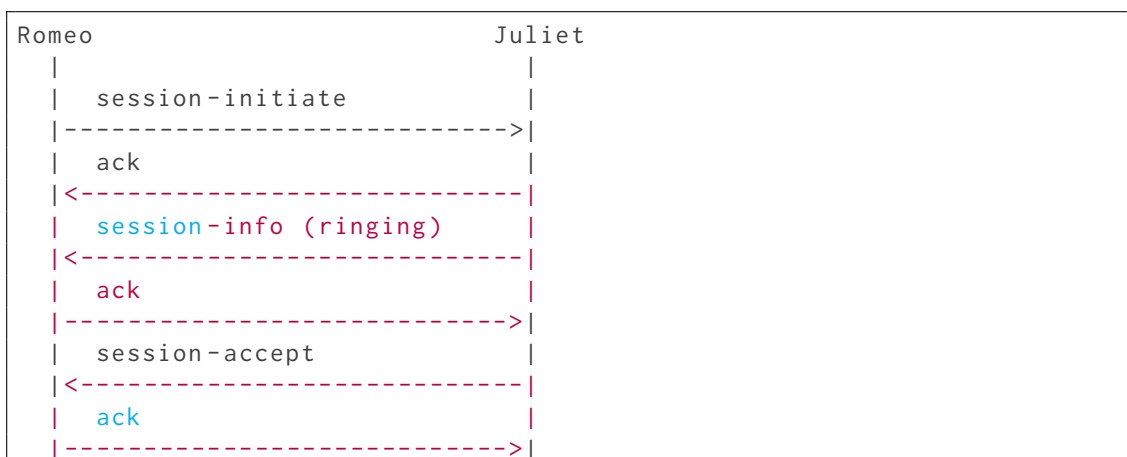 Romeo                         Juliet
  |                             |
  |  session-initiate           |
  |---------------------------->|
  |  ack                        |
  |<----------------------------|
  |  session-info (ringing)     |
  |<----------------------------|
  |  ack                        |
  |---------------------------->|
  |  session-accept             |
  |<----------------------------|
  |  ack                        |
  |---------------------------->|